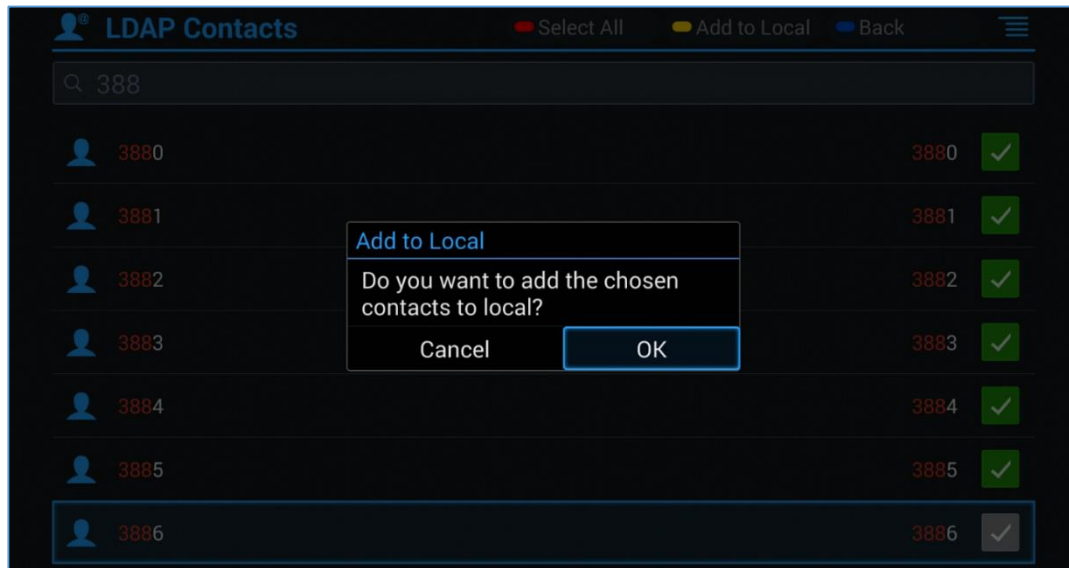 LDAP Contacts Select All Add to Local Back
388
3880 3880
3881 3881
Add to Local
3882 3882
Do you want to add the chosen
contacts to local?
3883 3883
Cancel OK
3884 3884
3885 3885
3886 3886